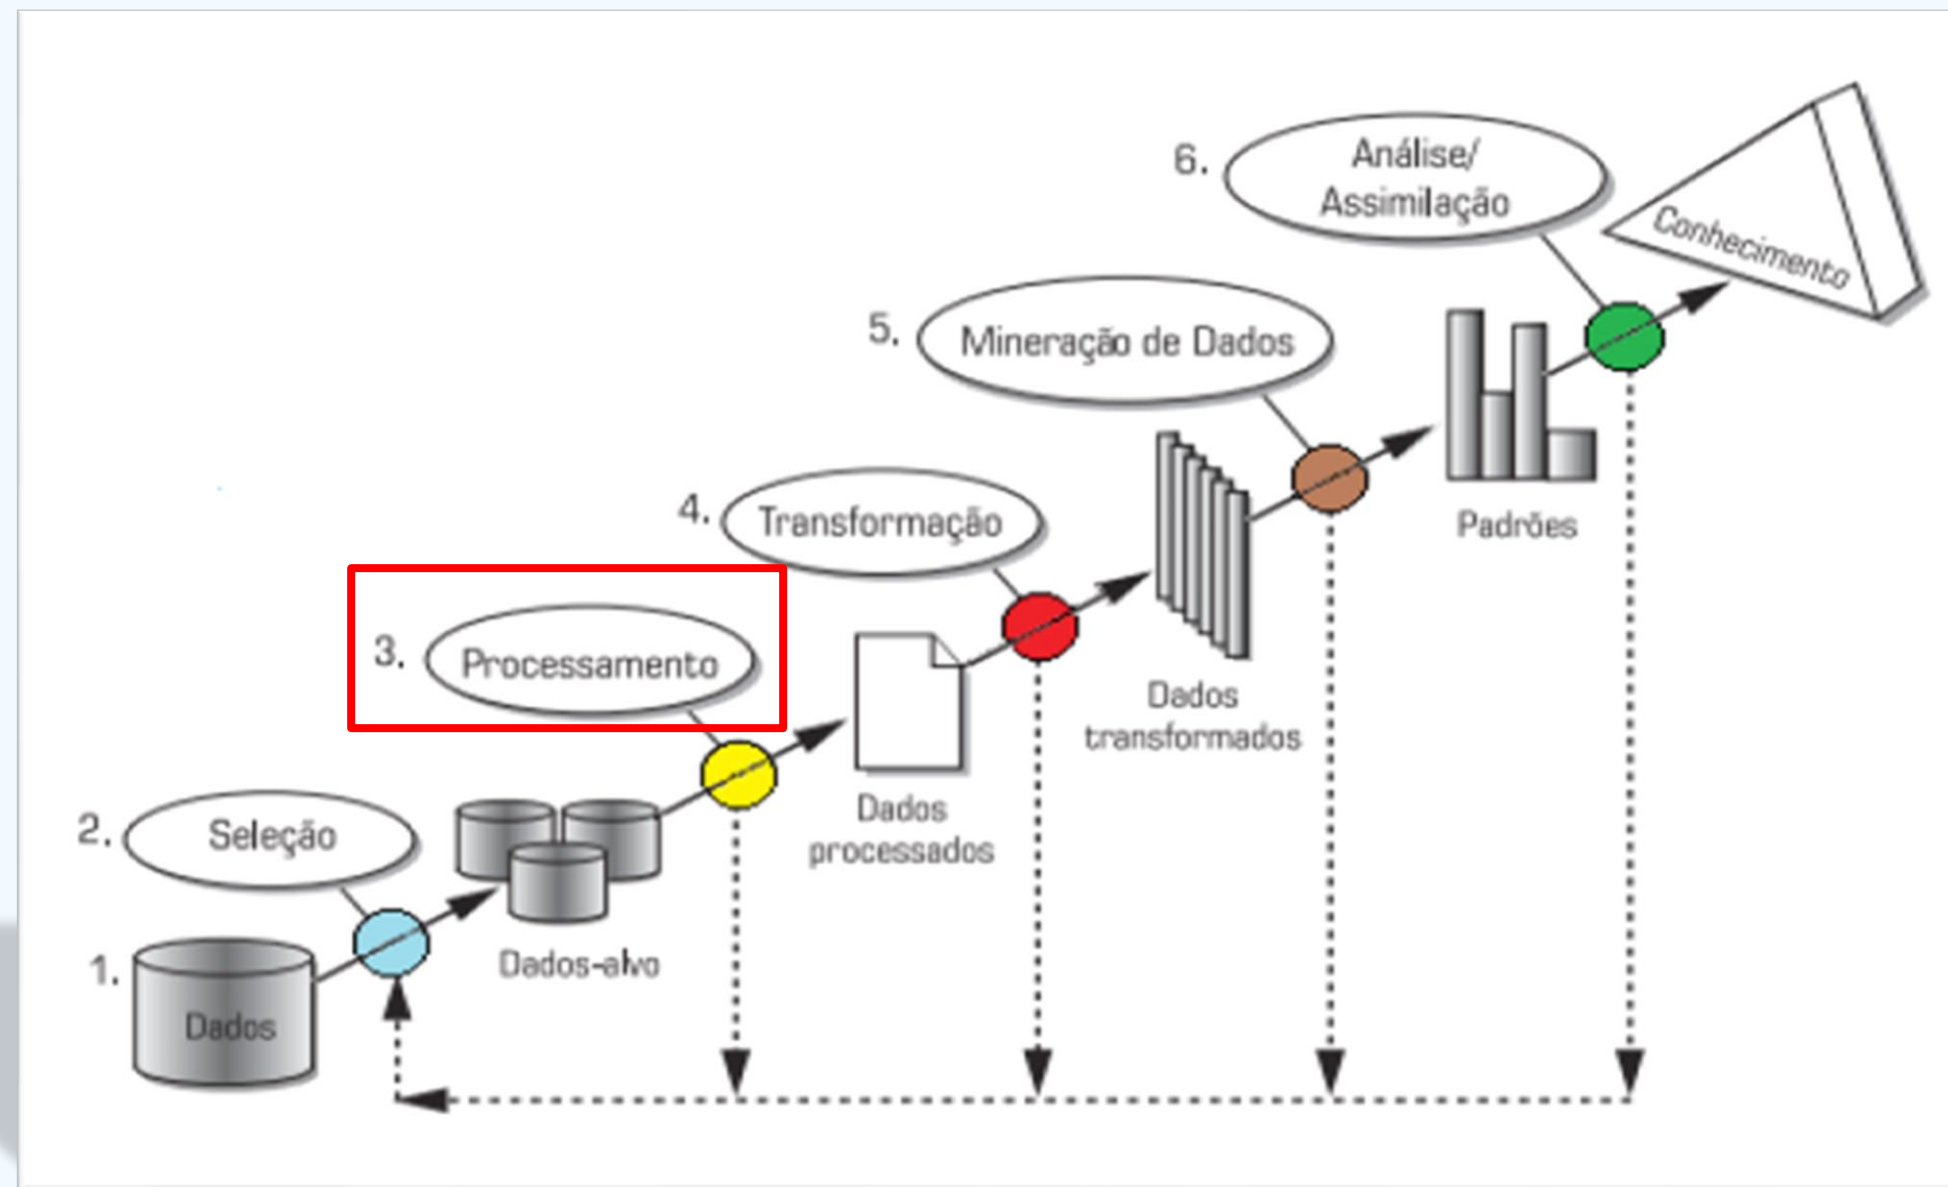 1.
Dados
2.
Seleção
Dados-alvo
3.
Processamento
Dados
processados
4.
Transformação
Dados
transformados
5.
Mineração de Dados
Padrões
6.
Análise/
Assimilação
Conhecimento